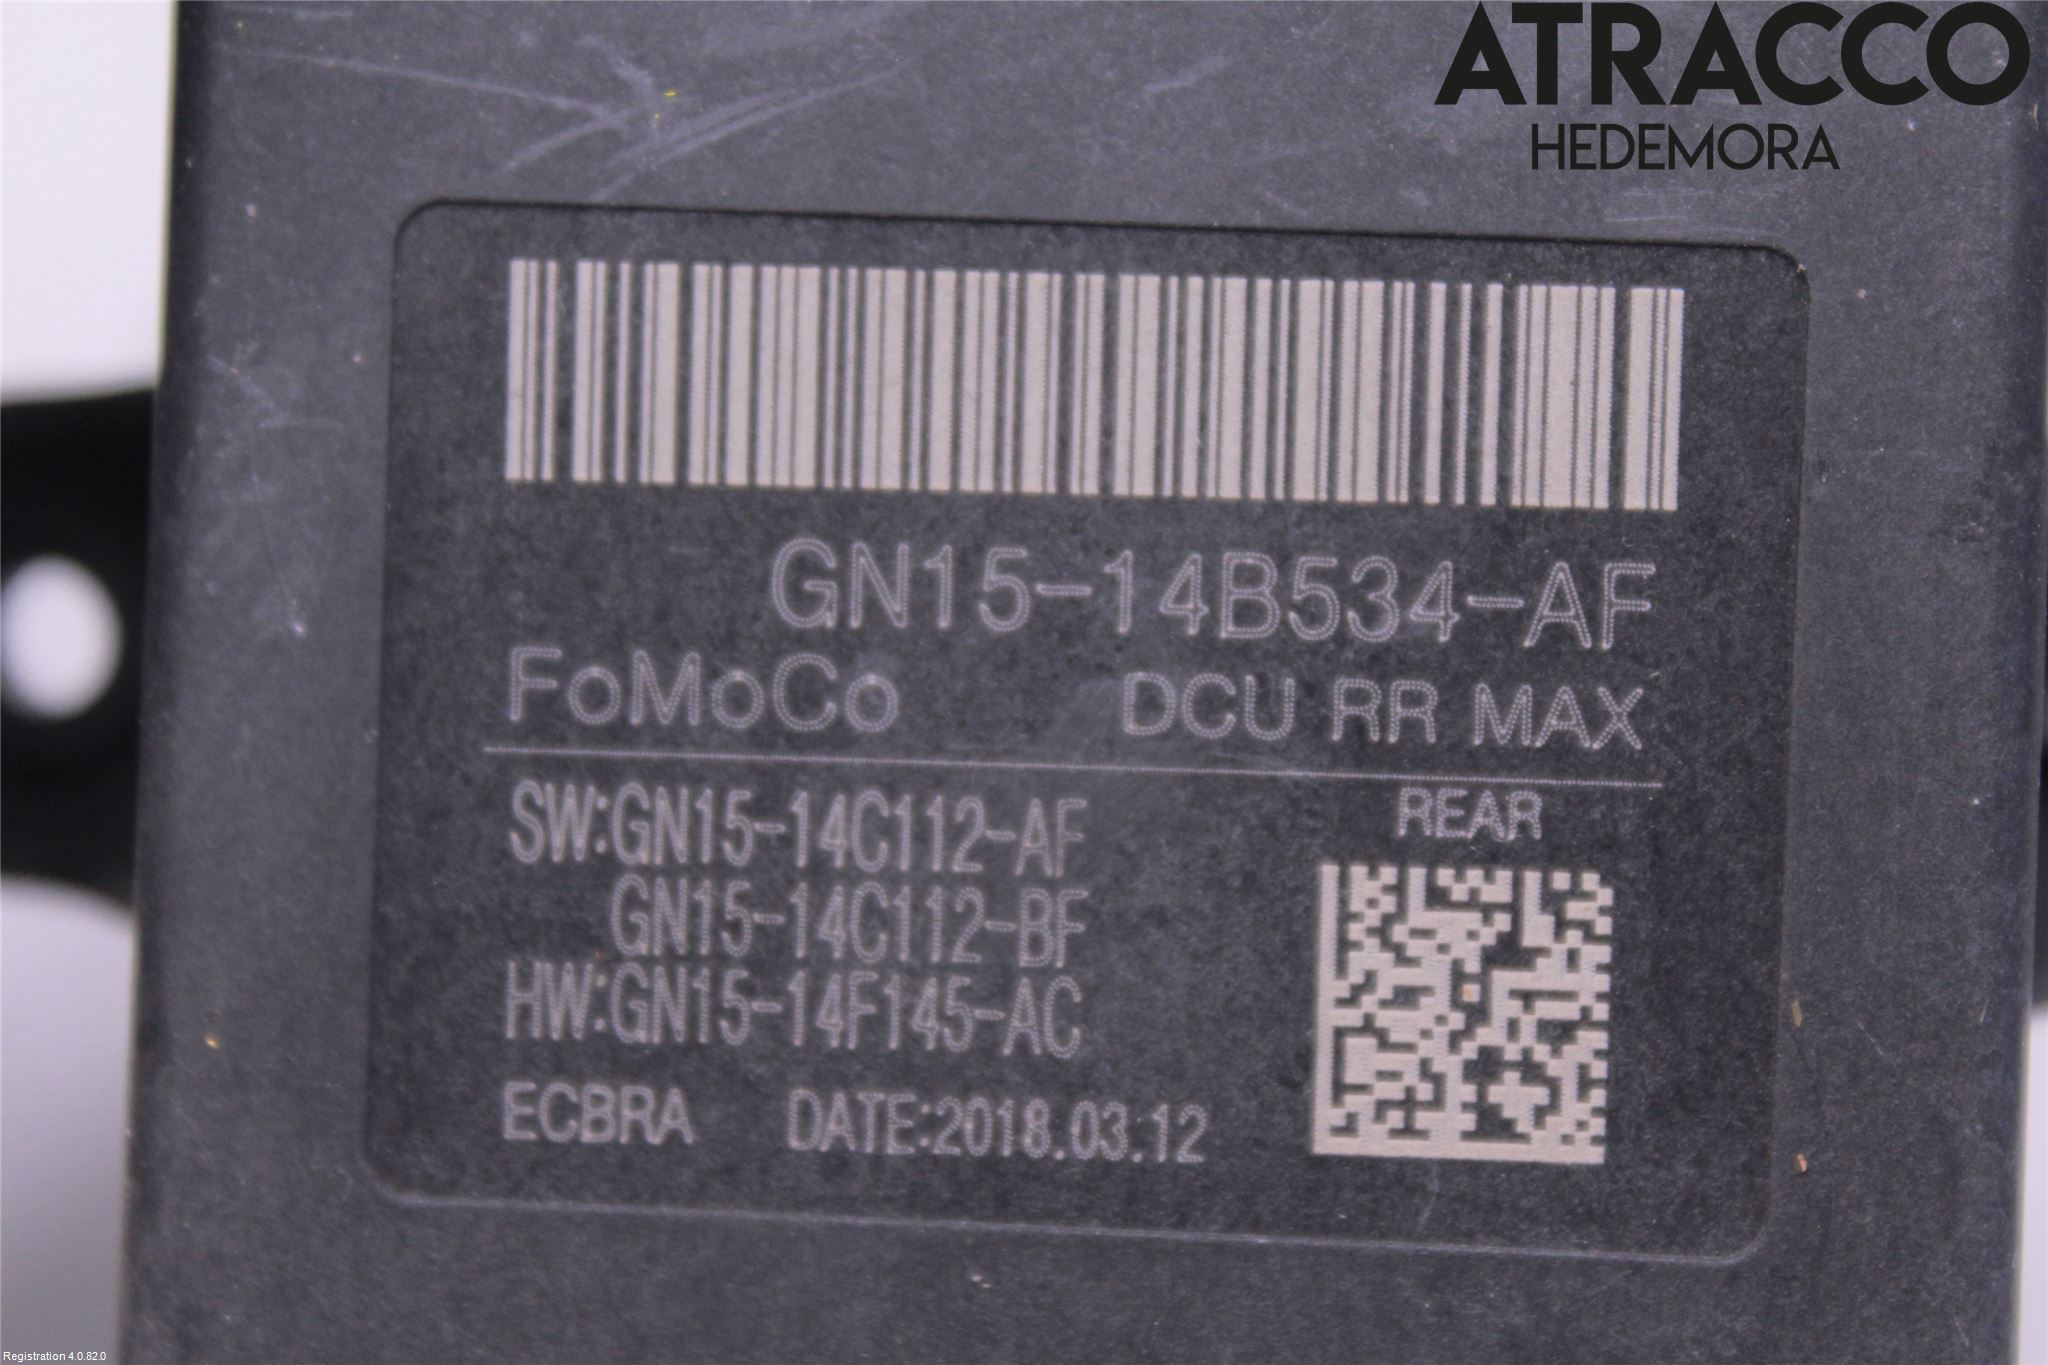 ATRACCO
HEDEMORA
GN15-14B534-AF
FoMoCo DCU RR MAX
SW:GN15-14C112-AF REAR
GN15-14C112-BF
HW:GN15-14F145-AC
ECBRA DATE:2018.03.12
Registration 4.0.82.0